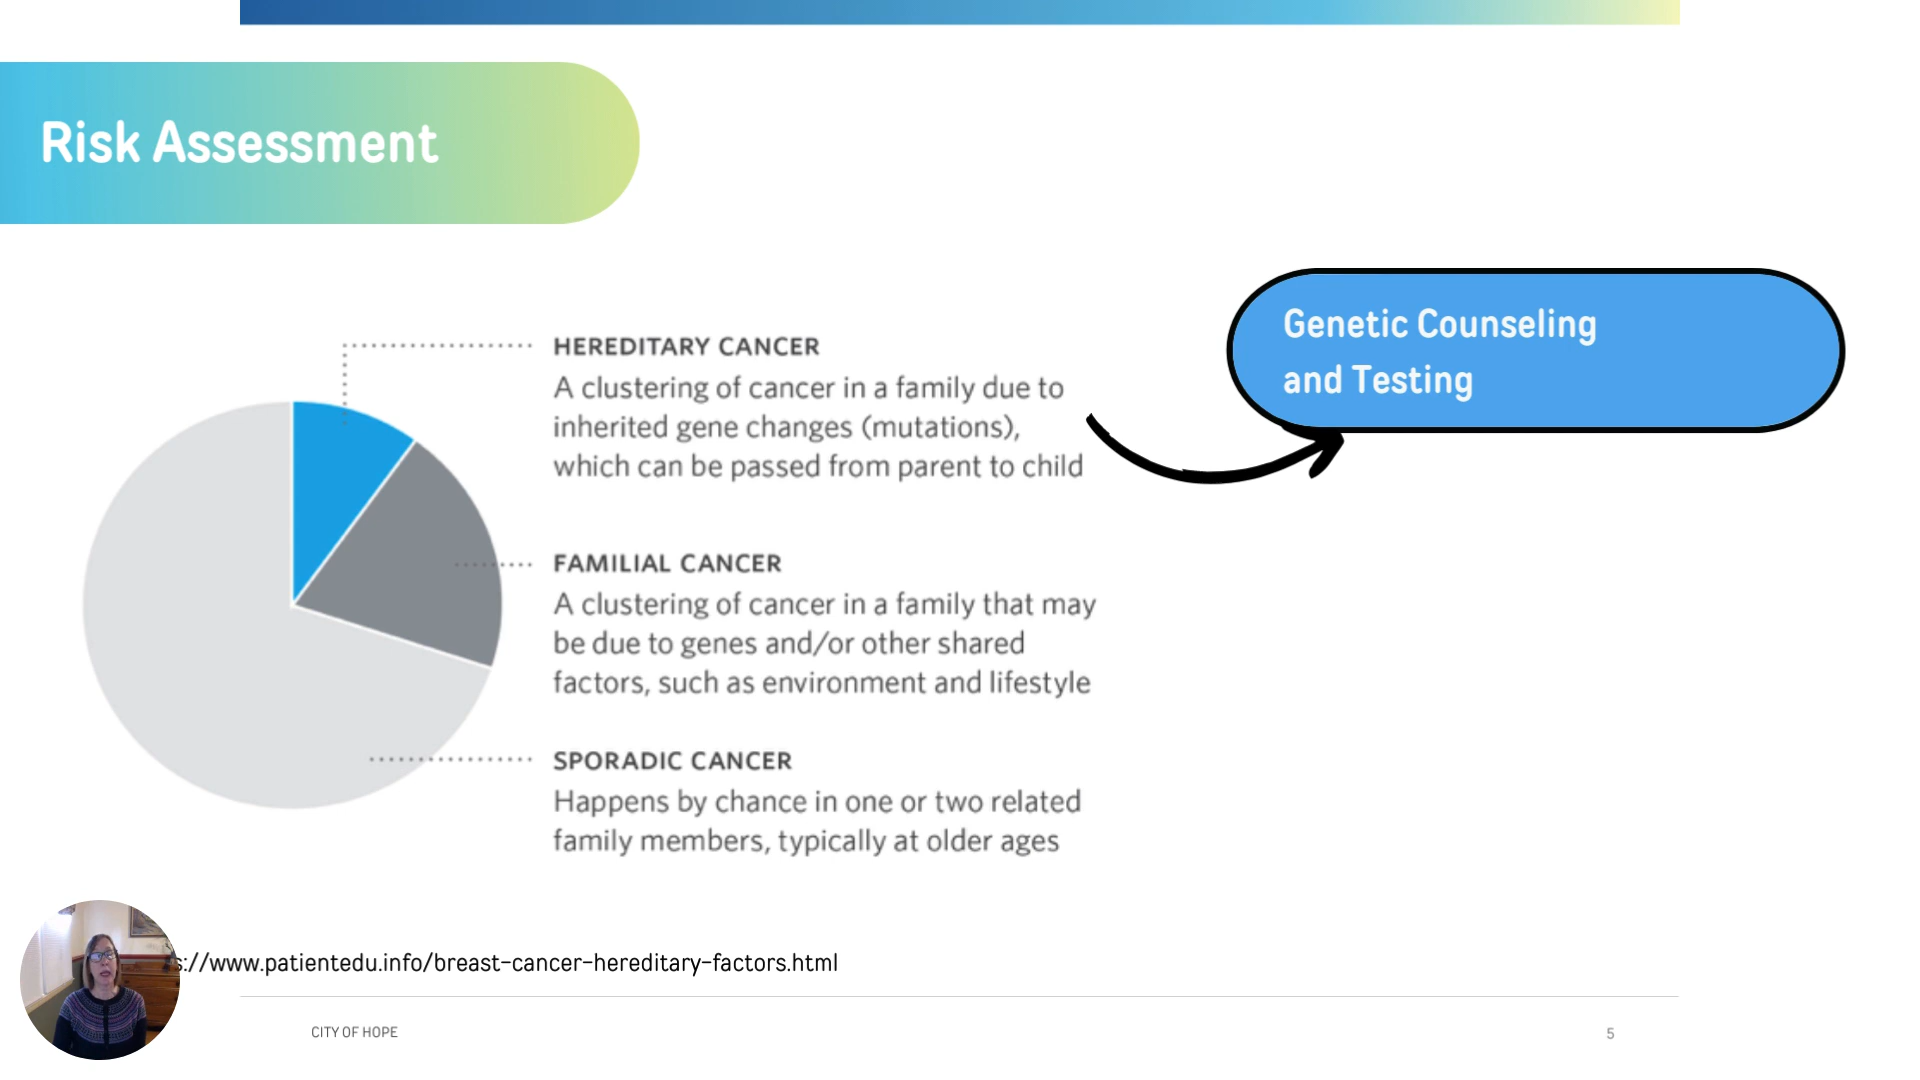 Risk Assessment
HEREDITARY CANCER
A clustering of cancer in a family due to
inherited gene changes (mutations),
which can be passed from parent to child
Genetic Counseling
and Testing
FAMILIAL CANCER
A clustering of cancer in a family that may
be due to genes and/or other shared
factors, such as environment and lifestyle
SPORADIC CANCER
Happens by chance in one or two related
family members, typically at older ages
s://www.patientedu.info/breast-cancer-hereditary-factors.html
CITY OF HOPE
5